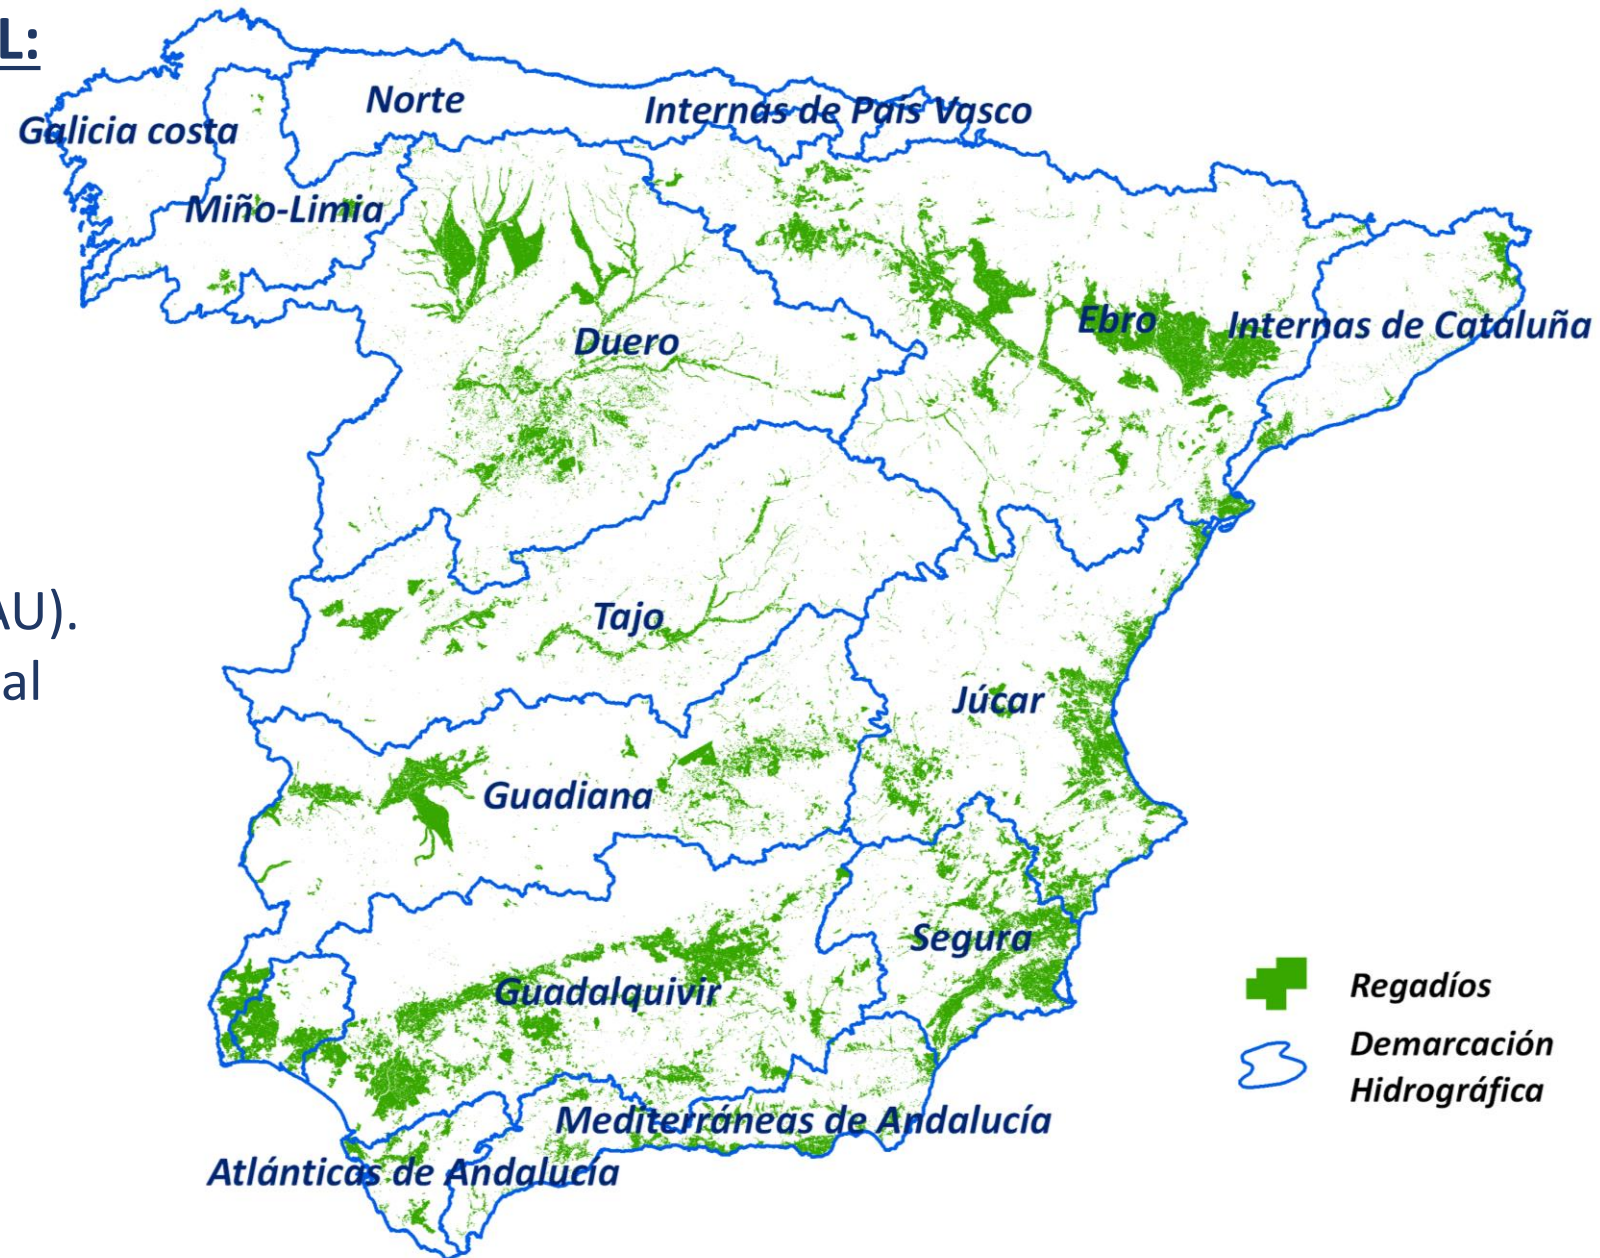 L:
Norte
Internas de País Vasco
Galicia costa
Miño-Limia
Ebro
Internas de Cataluña
Duero
AU).
Tajo
al
Júcar
Guadiana
Segura
Guadalquivir
Regadíos
Demarcación
Hidrográfica
Mediterráneas de Andalucía
Atlánticas de Andalucía